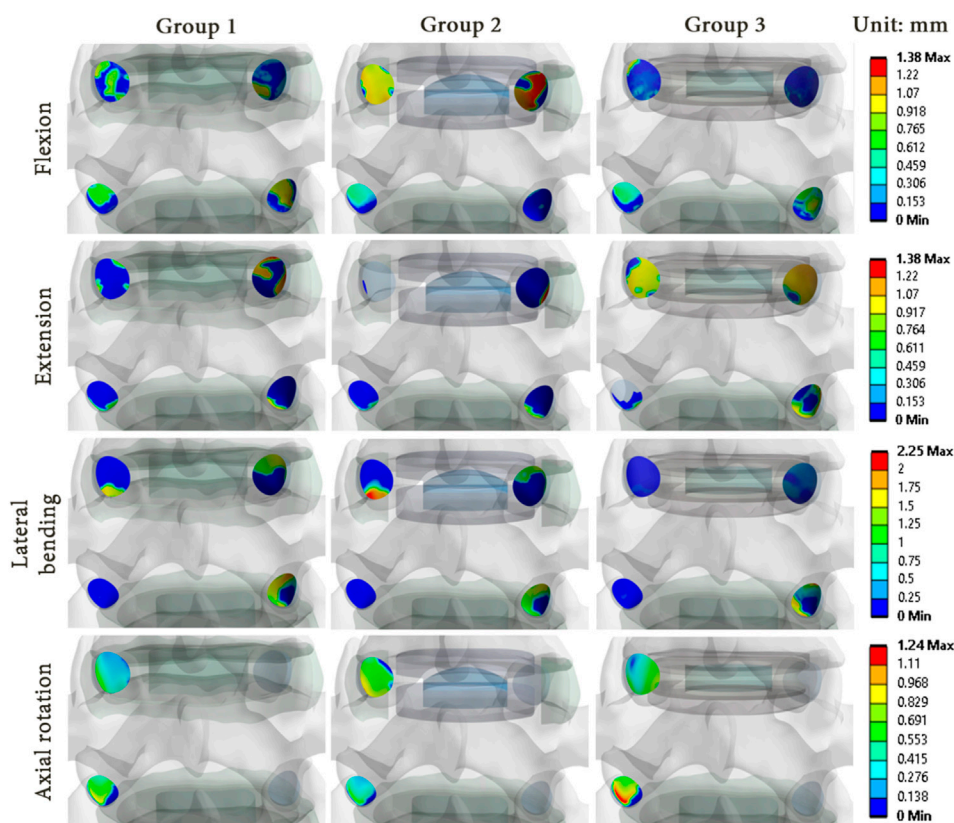 Group 1
Group 2
Group 3
Unit: mm
Flexion
1.38 Max
1.22
1.07
0.918
0.765
0.612
0.459
0.306
0.153
0 Min
Extension
1.38 Max
1.22
1.07
0.917
0.764
0.611
0.459
0.306
0.153
0 Min
Lateral
bending
2.25 Max
2
1.75
1.5
1.25
1
0.75
0.5
0.25
0 Min
Axial rotation
1.24 Max
1.11
0.968
0.829
0.691
0.553
0.415
0.276
0.138
0 Min